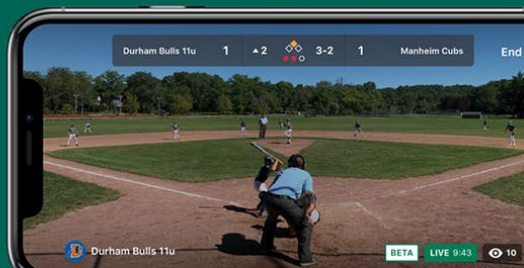 Durham Bulls 11u 1 ▲ 2 3-2 1 Manheim Cubs End
Durham Bulls 11u BETA LIVE 9:43 10